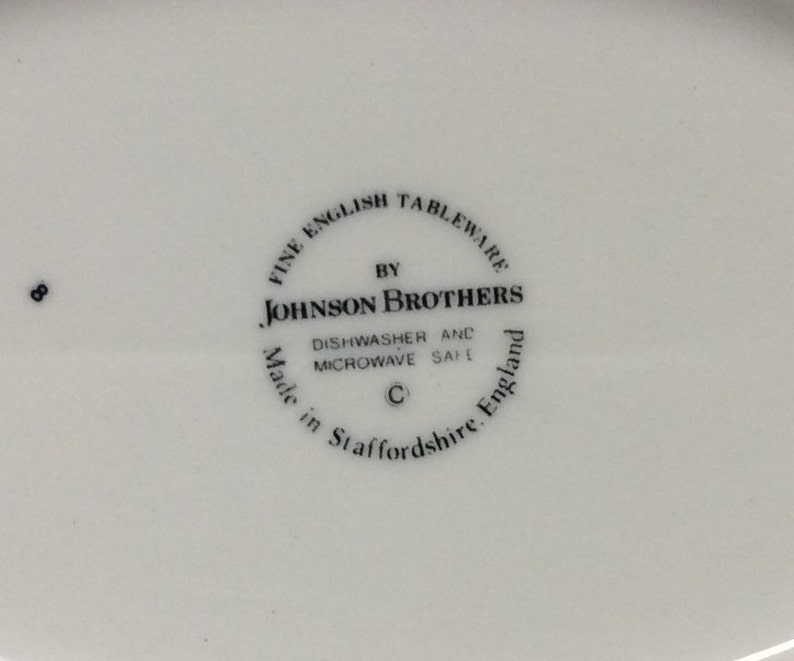 FINE ENGLISH TABLEWARE
BY
JOHNSON BROTHERS
DISHWASHER AND
MICROWAVE SAFE
©
Made in Staffordshire, England
8